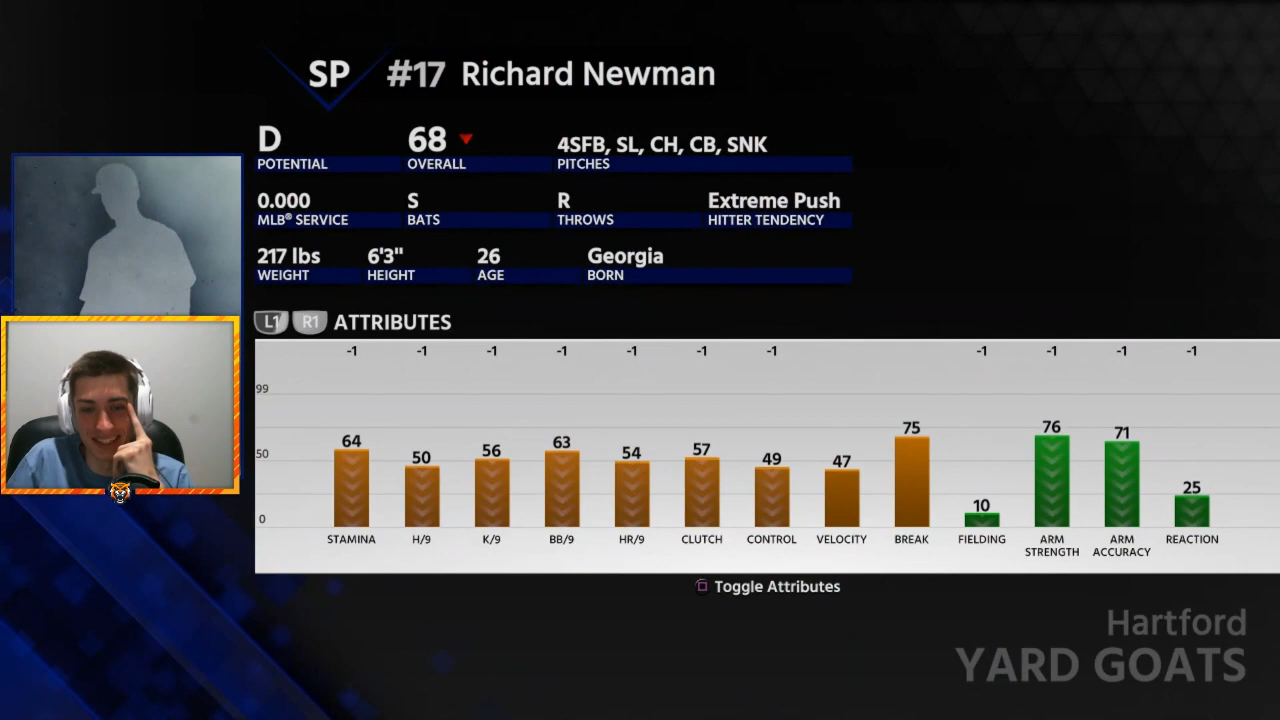 SP #17 Richard Newman
D 68 4SFB, SL, CH, CB, SNK
POTENTIAL OVERALL PITCHES
0.000 S R Extreme Push
MLB® SERVICE BATS THROWS HITTER TENDENCY
217 lbs 6'3" 26 Georgia
WEIGHT HEIGHT AGE BORN
L1 R1 ATTRIBUTES
-1 -1 -1 -1 -1 -1 -1 -1 -1 -1 -1
99
50
0
64 50 56 63 54 57 49 47 75 10 76 71 25
STAMINA H/9 K/9 BB/9 HR/9 CLUTCH CONTROL VELOCITY BREAK FIELDING ARM STRENGTH ARM ACCURACY REACTION
Toggle Attributes
Hartford
YARD GOATS